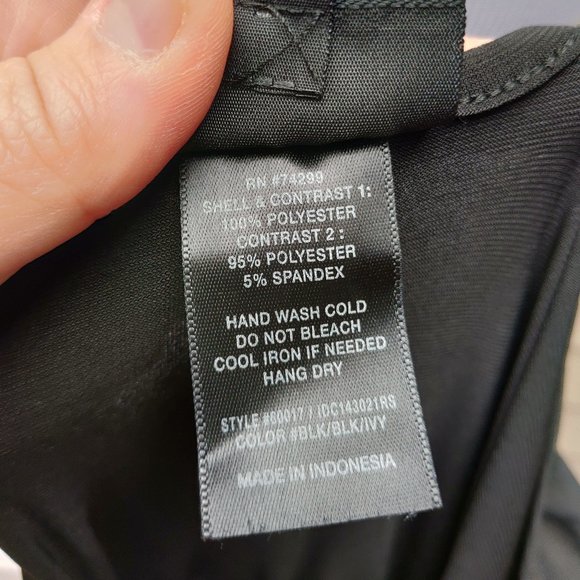 RN #74299
SHELL & CONTRAST 1:
100% POLYESTER
CONTRAST 2 :
95% POLYESTER
5% SPANDEX
HAND WASH COLD
DO NOT BLEACH
COOL IRON IF NEEDED
HANG DRY
STYLE #60017 | IDC143021RS
COLOR #BLK/BLK/IVY
MADE IN INDONESIA